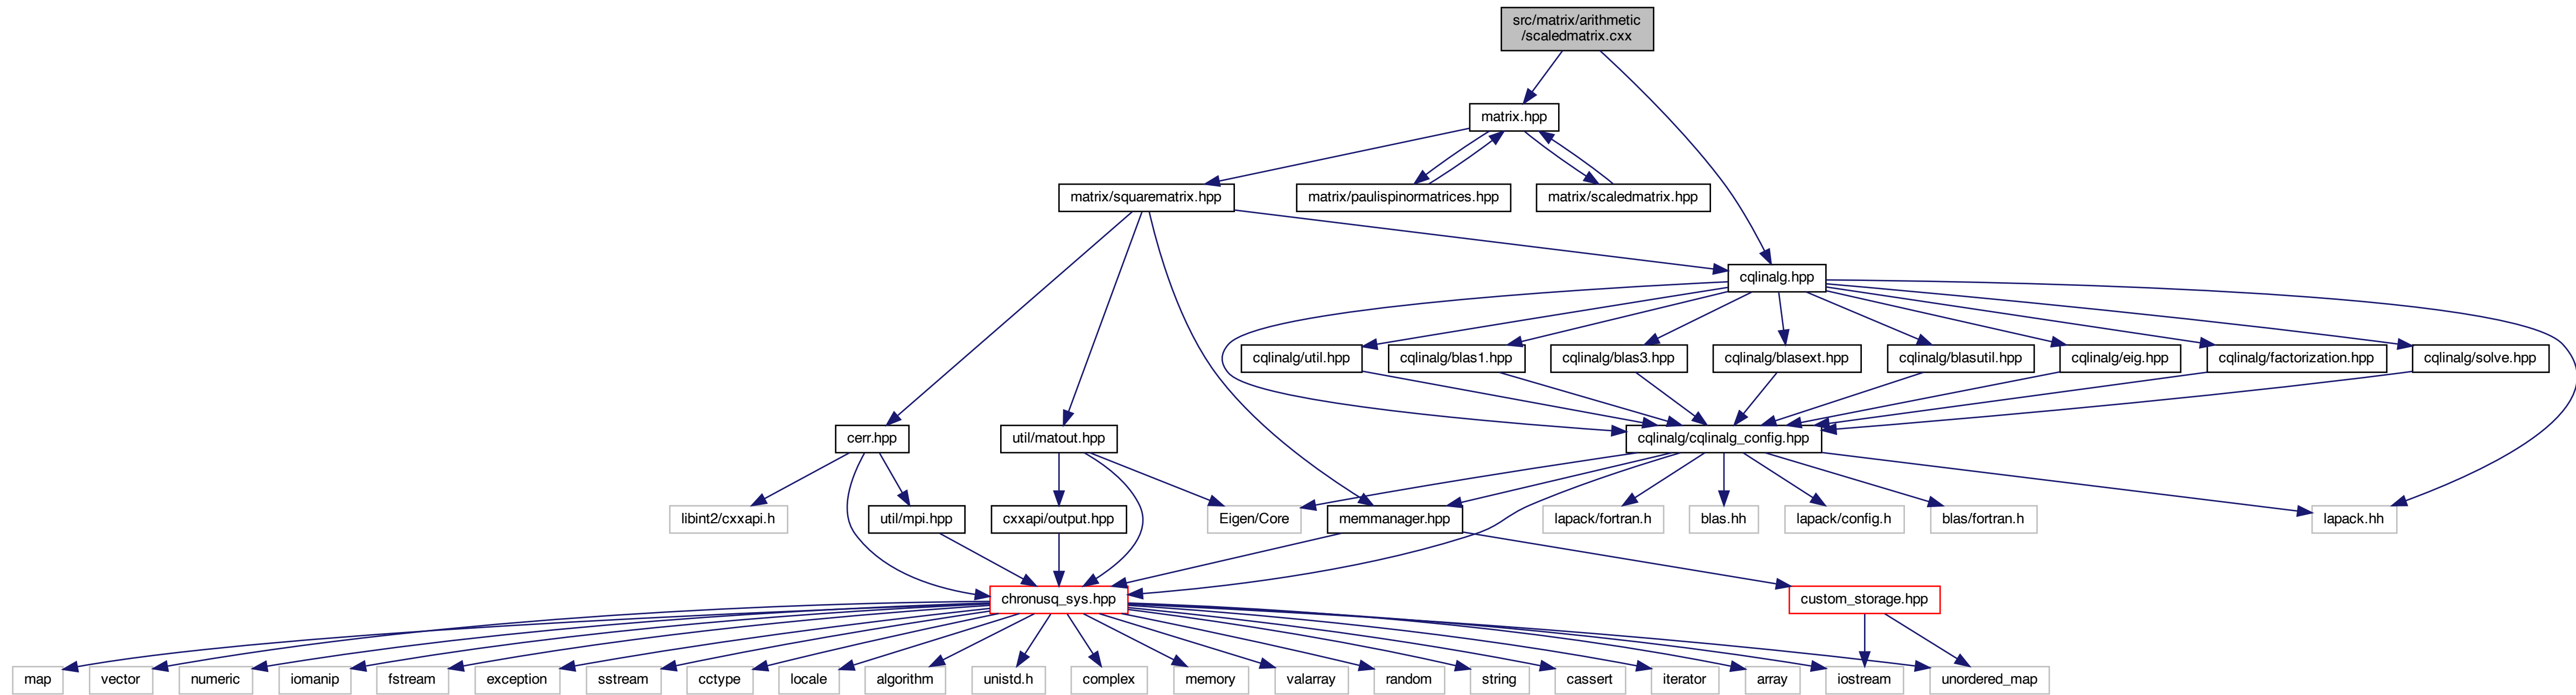 src/matrix/arithmetic
/scaledmatrix.cxx
matrix.hpp
matrix/squarematrix.hpp
matrix/paulispinormatrices.hpp
matrix/scaledmatrix.hpp
cqlinalg.hpp
cqlinalg/util.hpp
cqlinalg/blas1.hpp
cqlinalg/blas3.hpp
cqlinalg/blasext.hpp
cqlinalg/blasutil.hpp
cqlinalg/eig.hpp
cqlinalg/factorization.hpp
cqlinalg/solve.hpp
cerr.hpp
util/matout.hpp
cqlinalg/cqlinalg_config.hpp
libint2/cxxapi.h
util/mpi.hpp
cxxapi/output.hpp
Eigen/Core
memmanager.hpp
lapack/fortran.h
blas.hh
lapack/config.h
blas/fortran.h
lapack.hh
chronusq_sys.hpp
custom_storage.hpp
map
vector
numeric
iomanip
fstream
exception
sstream
cctype
locale
algorithm
unistd.h
complex
memory
valarray
random
string
cassert
iterator
array
iostream
unordered_map